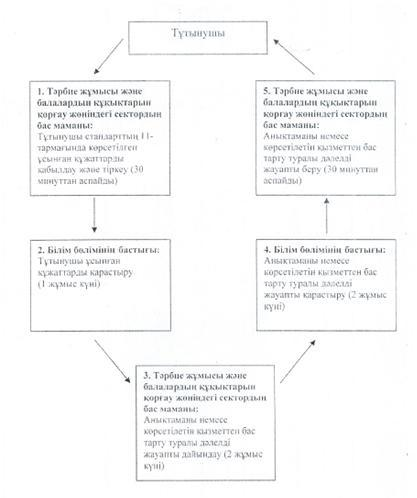 Тұтынушы
1. Тәрбие жұмысы және
балалардың құқықтарын
қорғау жөніндегі сектордың
бас маманы:
Тұтынушы стандарттың 11-
тармағында көрсетілген
ұсынған құжаттарды
қабылдау және тіркеу (30
минуттан аспайды)
2. Білім бөлімінің бастығы:
Тұтынушы ұсынған
құжаттарды қарастыру
(1 жұмыс күні)
3. Тәрбие жұмысы және
балалардың құқықтарын
қорғау жөніндегі сектордың
бас маманы:
Анықтаманы немесе
көрсетілетін қызметтен бас
тарту туралы дәлелді
жауапты дайындау (2 жұмыс
күні)
4. Білім бөлімінің бастығы:
Анықтаманы немесе
көрсетілетін қызметтен бас
тарту туралы дәлелді
жауапты қарастыру (2 жұмыс
күні)
5. Тәрбие жұмысы және
балалардың құқықтарын
қорғау жөніндегі сектордың
бас маманы:
Анықтаманы немесе
көрсетілетін қызметтен бас
тарту туралы дәлелді
жауапты беру (30 минуттан
аспайды)